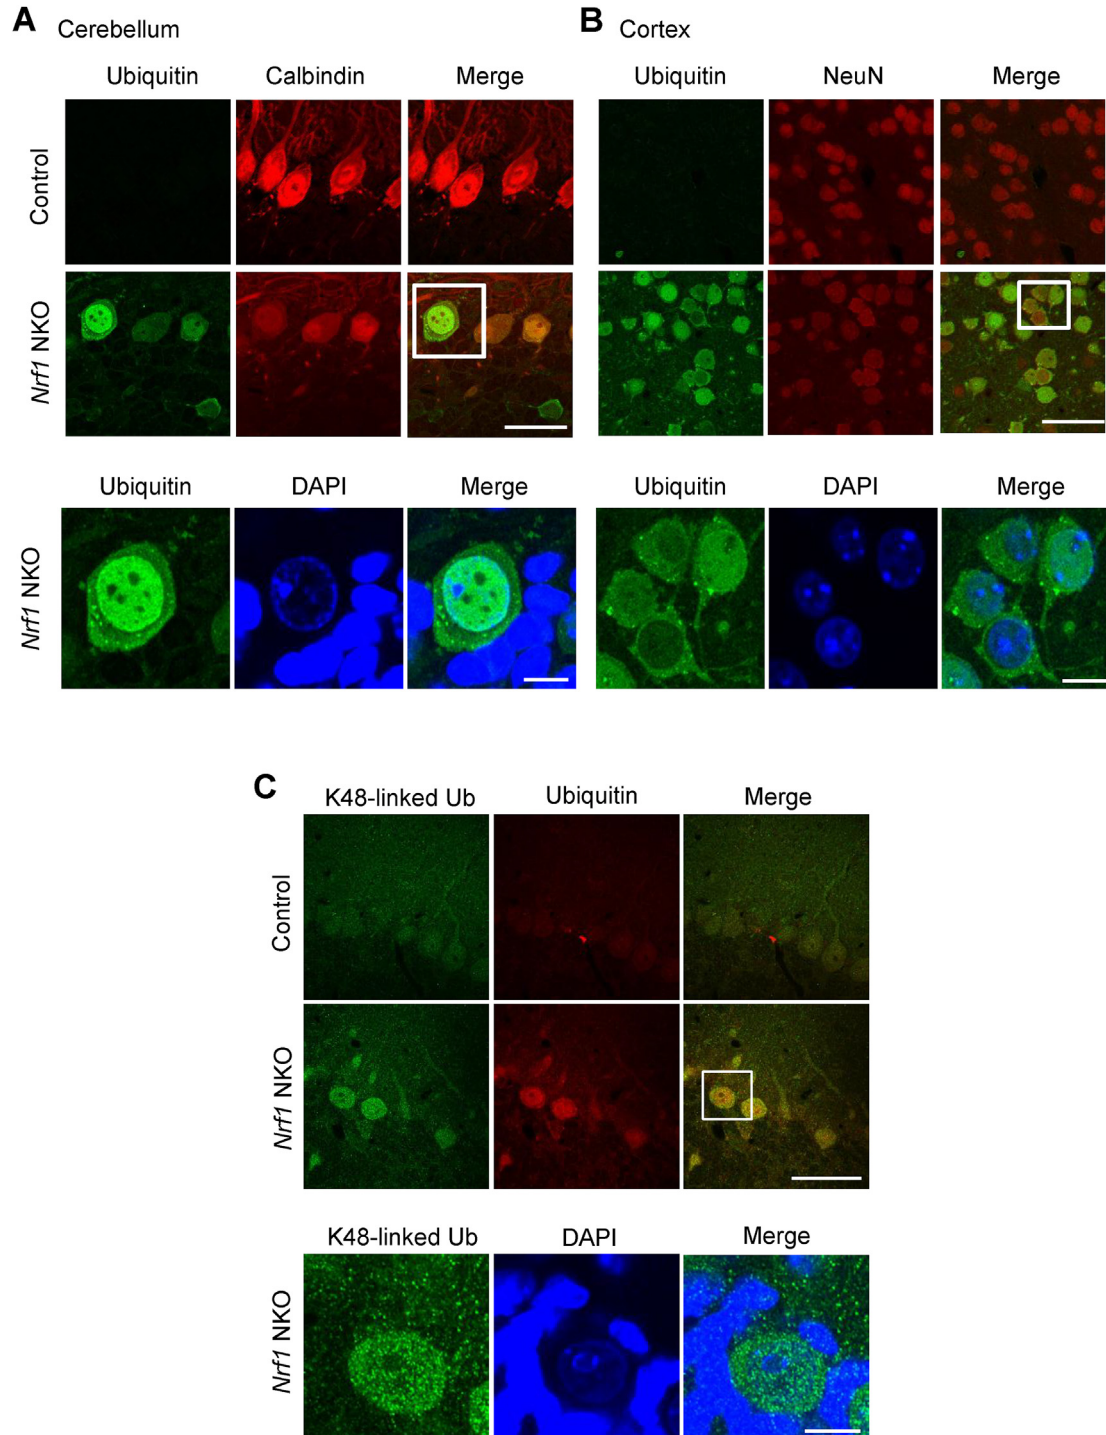 A Cerebellum
Ubiquitin Calbindin Merge
Control
Nrf1 NKO
Ubiquitin DAPI Merge
Nrf1 NKO
B Cortex
Ubiquitin NeuN Merge
Ubiquitin DAPI Merge
C
K48-linked Ub Ubiquitin Merge
Control
Nrf1 NKO
K48-linked Ub DAPI Merge
Nrf1 NKO